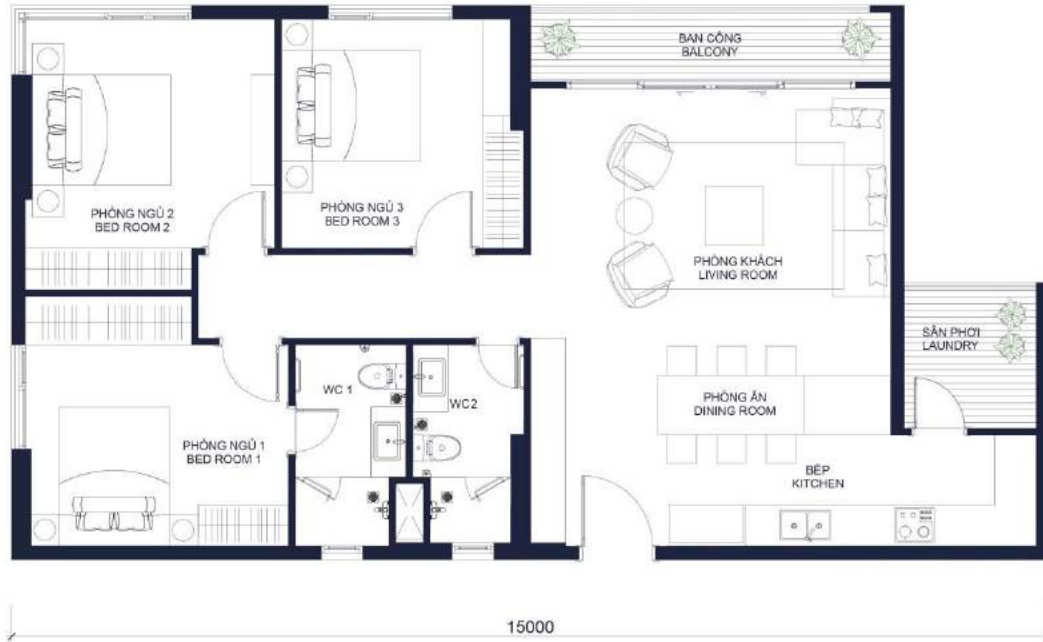 BAN CÔNG
BALCONY
PHÒNG NGỦ 2
BED ROOM 2
PHÒNG NGỦ 3
BED ROOM 3
PHÒNG KHÁCH
LIVING ROOM
SÂN PHƠI
LAUNDRY
WC 1
WC2
PHÒNG ĂN
DINING ROOM
PHÒNG NGỦ 1
BED ROOM 1
BẾP
KITCHEN
15000